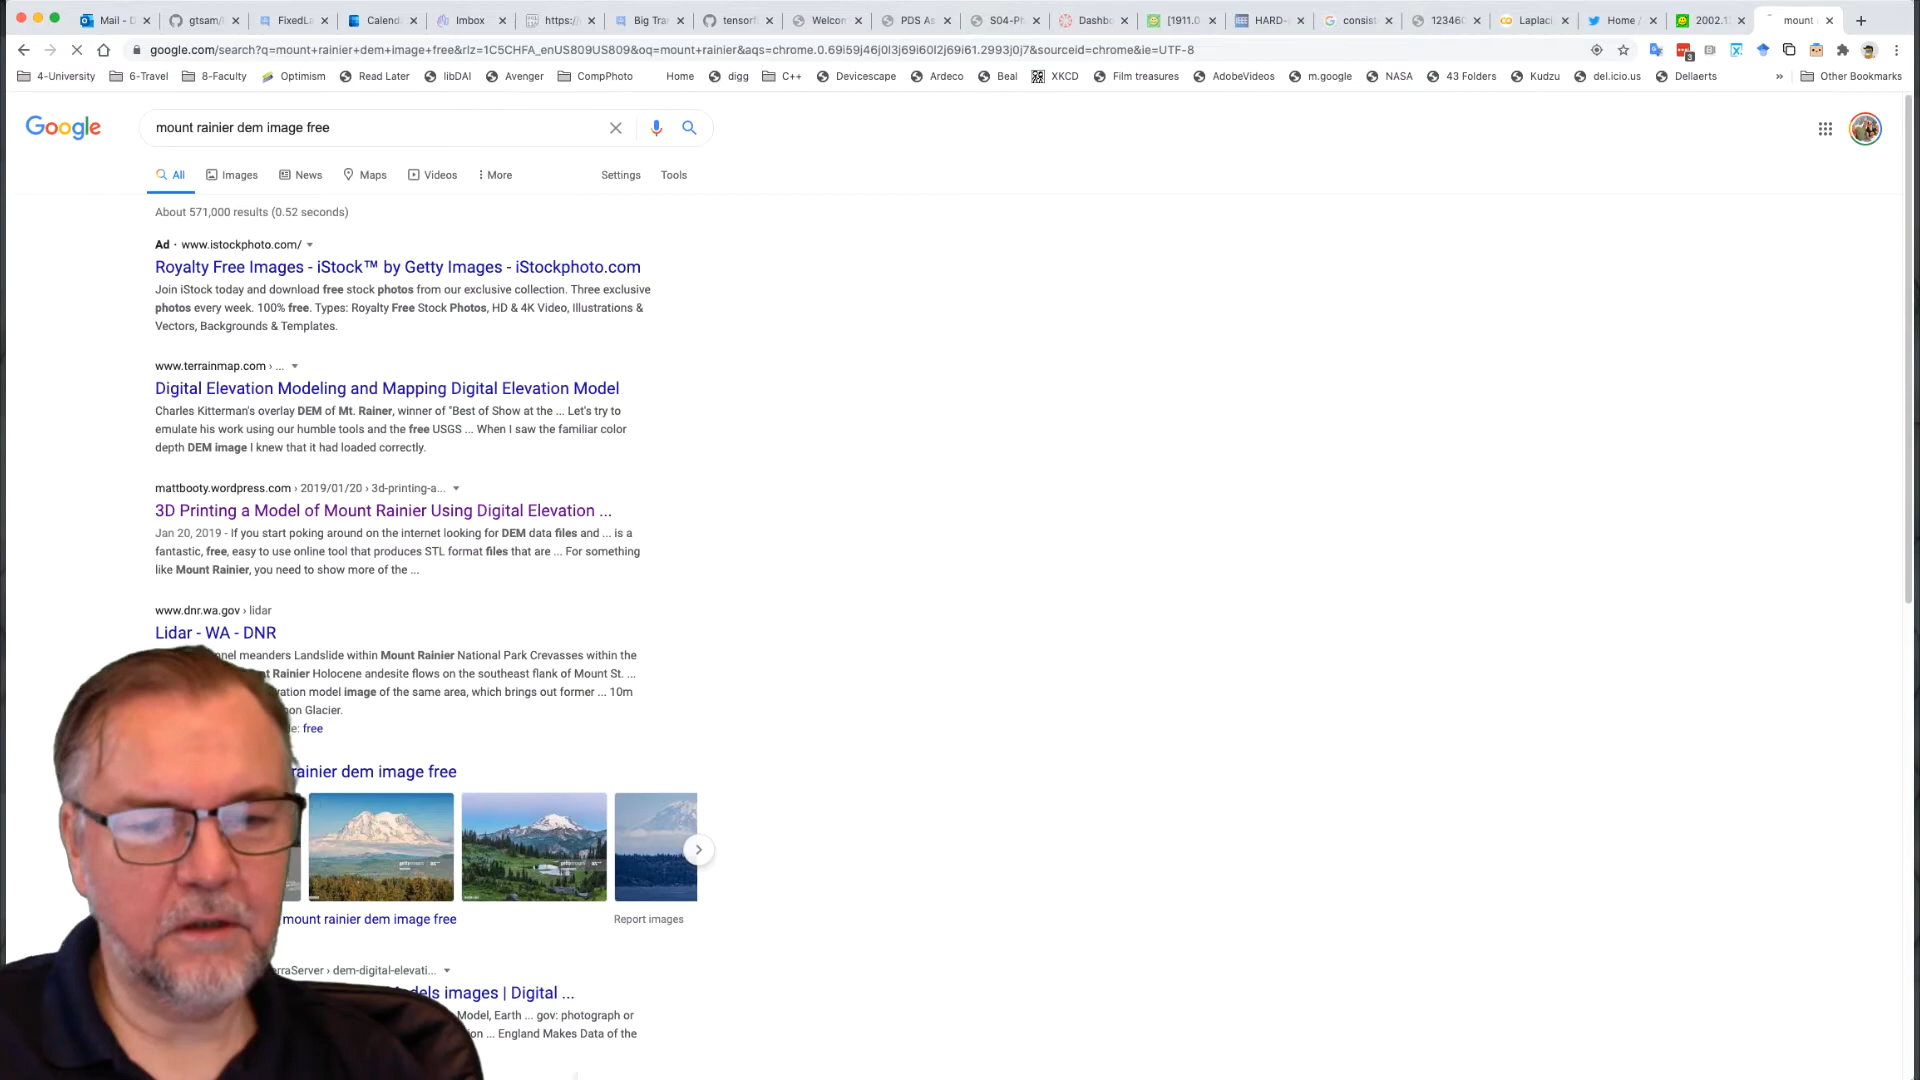 Mail - D
gtsam/
FixedLa
Calend
Inbox
https:/
Big Tra
tensorf
Welcom
PDS As
S04-Ph
Dashbo
[1911.0
HARD-
consist
12346
Laplaci
Home /
2002.1
mount
google.com/search?q=mount+rainier+dem+image+free&rlz=1C5CHFA_enUS809US809&oq=mount+rainier&aqs=chrome.0.69i59j46j0l3j69i60l2j69i61.2993j0j7&sourceid=chrome&ie=UTF-8
3
4-University 6-Travel 8-Faculty Optimism Read Later libDAI Avenger CompPhoto Home digg C++ Devicescape Ardeco Beal XKCD Film treasures AdobeVideos m.google NASA 43 Folders Kudzu del.icio.us Dellaerts » Other Bookmarks
Google
mount rainier dem image free
All Images News Maps Videos More Settings Tools
About 571,000 results (0.52 seconds)
Ad · www.istockphoto.com/
Royalty Free Images - iStock™ by Getty Images - iStockphoto.com
Join iStock today and download free stock photos from our exclusive collection. Three exclusive
photos every week. 100% free. Types: Royalty Free Stock Photos, HD & 4K Video, Illustrations &
Vectors, Backgrounds & Templates.
www.terrainmap.com › ...
Digital Elevation Modeling and Mapping Digital Elevation Model
Charles Kitterman's overlay DEM of Mt. Rainer, winner of "Best of Show at the ... Let's try to
emulate his work using our humble tools and the free USGS ... When I saw the familiar color
depth DEM image I knew that it had loaded correctly.
mattbooty.wordpress.com › 2019/01/20 › 3d-printing-a...
3D Printing a Model of Mount Rainier Using Digital Elevation ...
Jan 20, 2019 - If you start poking around on the internet looking for DEM data files and ... is a
fantastic, free, easy to use online tool that produces STL format files that are ... For something
like Mount Rainier, you need to show more of the ...
www.dnr.wa.gov › lidar
Lidar - WA - DNR
nel meanders Landslide within Mount Rainier National Park Crevasses within the
nt Rainier Holocene andesite flows on the southeast flank of Mount St. ...
vation model image of the same area, which brings out former ... 10m
on Glacier.
de: free
rainier dem image free
mount rainier dem image free
Report images
rraServer › dem-digital-elevati...
dels images | Digital ...
Model, Earth ... gov: photograph or
ion ... England Makes Data of the